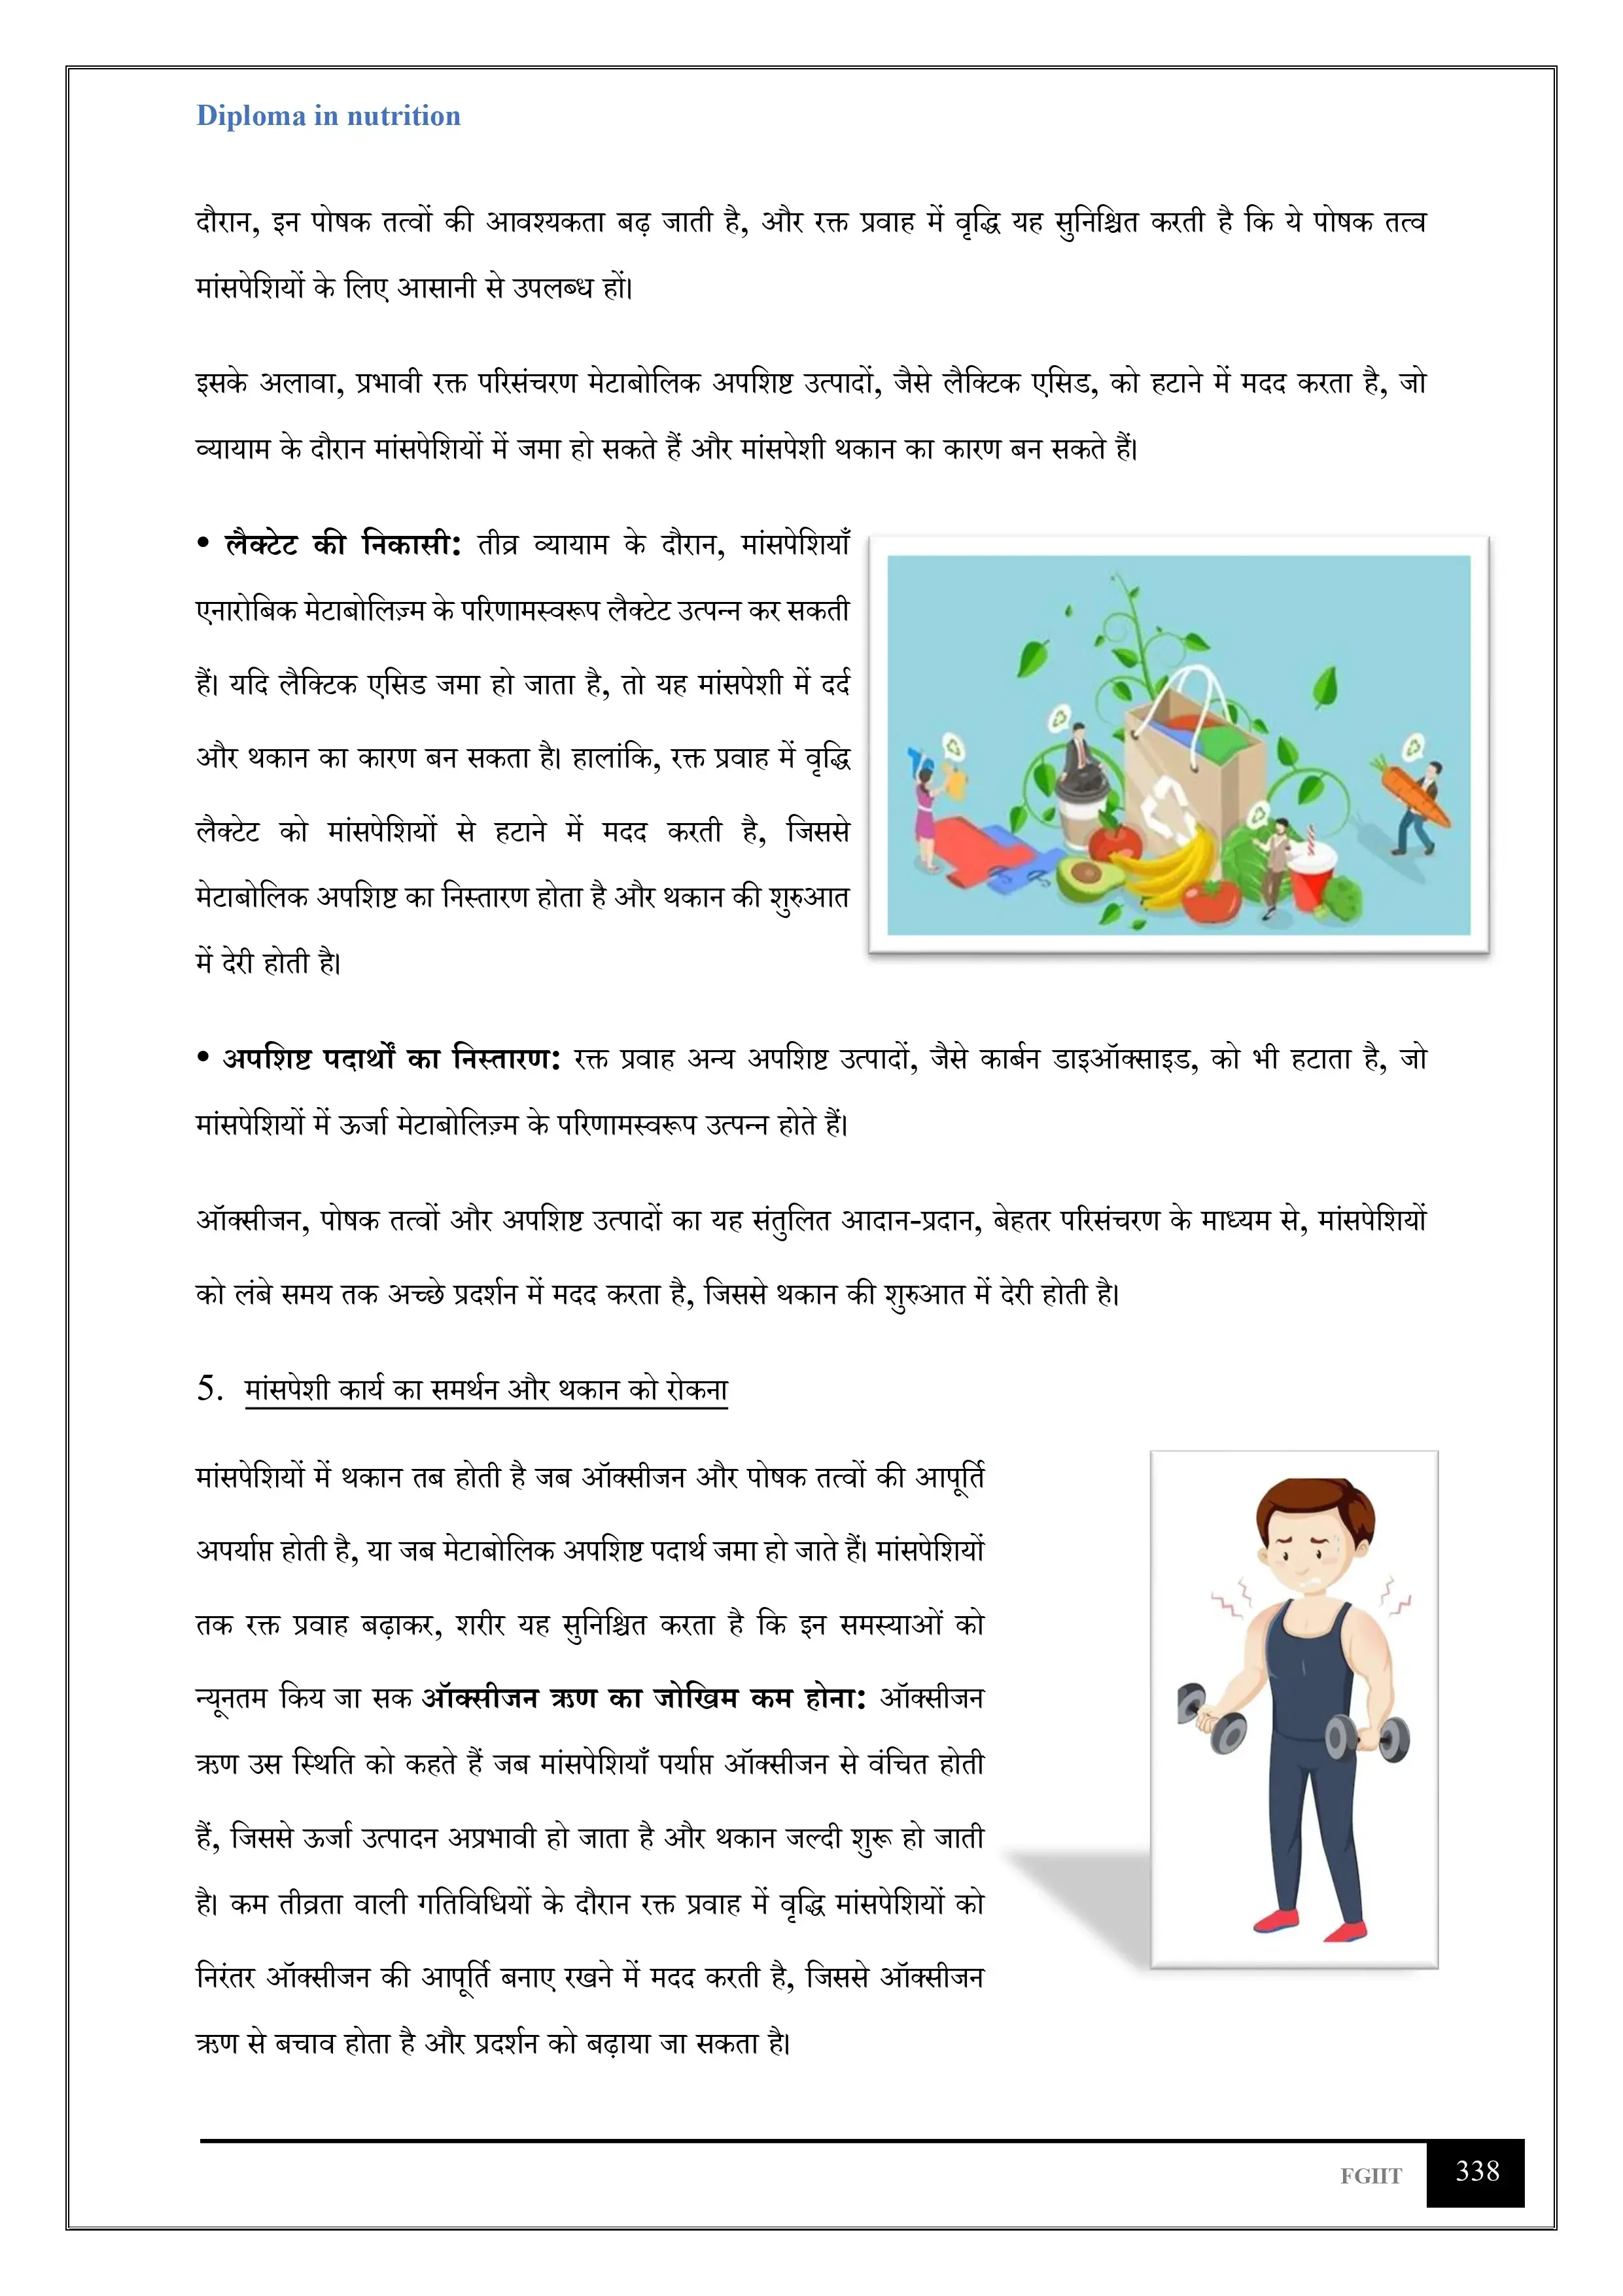 Diploma in nutrition
दौरान, इन पोषक तत्वों की आवश्यकता बढ़ जाती है, और रक्त प्रवाह में वृद्धि यह सुनिश्चित करती है कि ये पोषक तत्व
मांसपेशियों के लिए आसानी से उपलब्ध हों।
इसके अलावा, प्रभावी रक्त परिसंचरण मेटाबोलिक अपशिष्ट उत्पादों, जैसे लैक्टिक एसिड, को हटाने में मदद करता है, जो
व्यायाम के दौरान मांसपेशियों में जमा हो सकते हैं और मांसपेशी थकान का कारण बन सकते हैं।
• लैक्टेट की निकासी: तीव्र व्यायाम के दौरान, मांसपेशियाँ
एनारोबिक मेटाबोलिज़्म के परिणामस्वरूप लैक्टेट उत्पन्न कर सकती
हैं। यदि लैक्टिक एसिड जमा हो जाता है, तो यह मांसपेशी में दर्द
और थकान का कारण बन सकता है। हालांकि, रक्त प्रवाह में वृद्धि
लैक्टेट को मांसपेशियों से हटाने में मदद करती है, जिससे
मेटाबोलिक अपशिष्ट का निस्तारण होता है और थकान की शुरुआत
में देरी होती है।
• अपशिष्ट पदार्थों का निस्तारण: रक्त प्रवाह अन्य अपशिष्ट उत्पादों, जैसे कार्बन डाइऑक्साइड, को भी हटाता है, जो
मांसपेशियों में ऊर्जा मेटाबोलिज़्म के परिणामस्वरूप उत्पन्न होते हैं।
ऑक्सीजन, पोषक तत्वों और अपशिष्ट उत्पादों का यह संतुलित आदान-प्रदान, बेहतर परिसंचरण के माध्यम से, मांसपेशियों
को लंबे समय तक अच्छे प्रदर्शन में मदद करता है, जिससे थकान की शुरुआत में देरी होती है।
5. मांसपेशी कार्य का समर्थन और थकान को रोकना
मांसपेशियों में थकान तब होती है जब ऑक्सीजन और पोषक तत्वों की आपूर्ति
अपर्याप्त होती है, या जब मेटाबोलिक अपशिष्ट पदार्थ जमा हो जाते हैं। मांसपेशियों
तक रक्त प्रवाह बढ़ाकर, शरीर यह सुनिश्चित करता है कि इन समस्याओं को
न्यूनतम किय जा सक ऑक्सीजन ऋण का जोखिम कम होना: ऑक्सीजन
ऋण उस स्थिति को कहते हैं जब मांसपेशियाँ पर्याप्त ऑक्सीजन से वंचित होती
हैं, जिससे ऊर्जा उत्पादन अप्रभावी हो जाता है और थकान जल्दी शुरू हो जाती
है। कम तीव्रता वाली गतिविधियों के दौरान रक्त प्रवाह में वृद्धि मांसपेशियों को
निरंतर ऑक्सीजन की आपूर्ति बनाए रखने में मदद करती है, जिससे ऑक्सीजन
ऋण से बचाव होता है और प्रदर्शन को बढ़ाया जा सकता है।
FGIIT 338